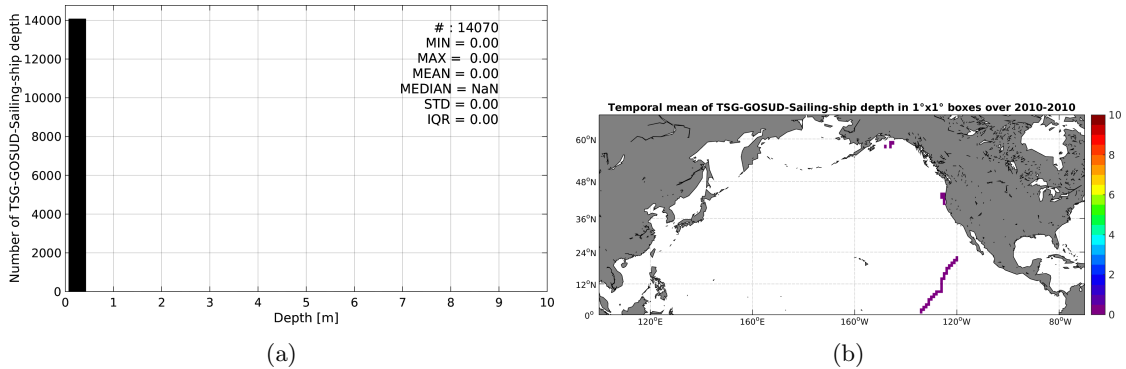 Number of TSG-GOSUD-Sailing-ship depth
14000
12000
10000
8000
6000
4000
2000
0
# : 14070
MIN = 0.00
MAX = 0.00
MEAN = 0.00
MEDIAN = NaN
STD = 0.00
IQR = 0.00
0 1 2 3 4 5 6 7 8 9 10
Depth [m]
(a)
Temporal mean of TSG-GOSUD-Sailing-ship depth in 1°x1° boxes over 2010-2010
60°N
48°N
36°N
24°N
12°N
0°
120°E 160°E 160°W 120°W 80°W
10
8
6
4
2
0
(b)